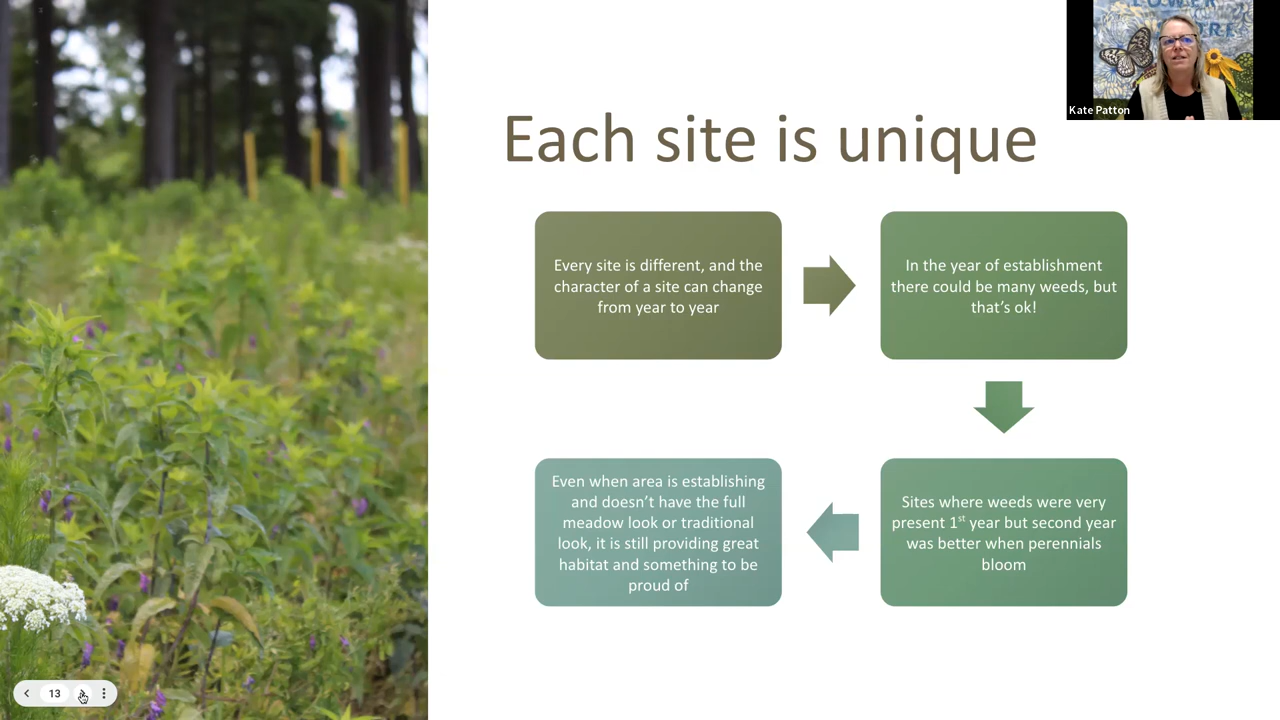 LOWER
SHORE
Kate Patton
Each site is unique
Every site is different, and the
character of a site can change
from year to year
In the year of establishment
there could be many weeds, but
that’s ok!
Sites where weeds were very
present 1st year but second year
was better when perennials
bloom
Even when area is establishing
and doesn’t have the full
meadow look or traditional
look, it is still providing great
habitat and something to be
proud of
13